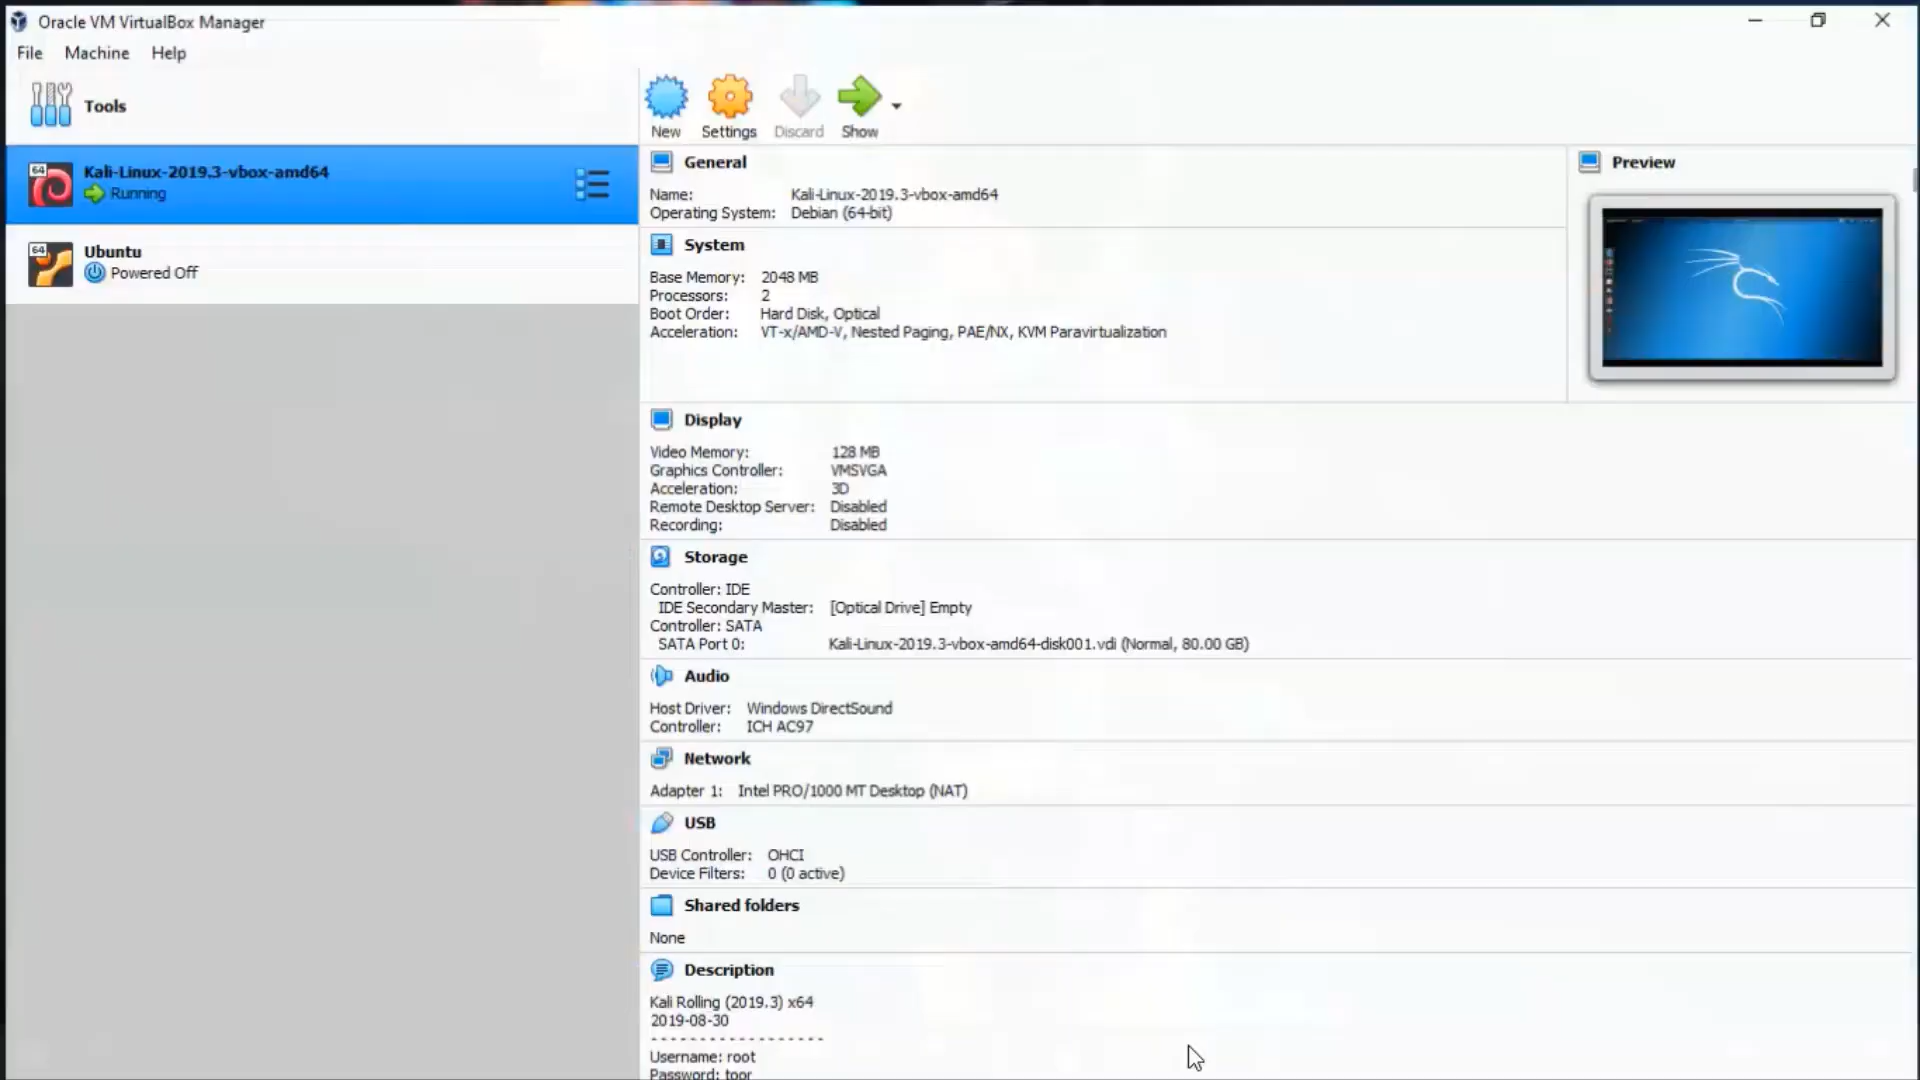 Oracle VM VirtualBox Manager
File Machine Help
Tools
New Settings Discard Show
64 Kali-Linux-2019.3-vbox-amd64
Running
64 Ubuntu
Powered Off
General
Name: Kali-Linux-2019.3-vbox-amd64
Operating System: Debian (64-bit)
Preview
System
Base Memory: 2048 MB
Processors: 2
Boot Order: Hard Disk, Optical
Acceleration: VT-x/AMD-V, Nested Paging, PAE/NX, KVM Paravirtualization
Display
Video Memory: 128 MB
Graphics Controller: VMSVGA
Acceleration: 3D
Remote Desktop Server: Disabled
Recording: Disabled
Storage
Controller: IDE
IDE Secondary Master: [Optical Drive] Empty
Controller: SATA
SATA Port 0: Kali-Linux-2019.3-vbox-amd64-disk001.vdi (Normal, 80.00 GB)
Audio
Host Driver: Windows DirectSound
Controller: ICH AC97
Network
Adapter 1: Intel PRO/1000 MT Desktop (NAT)
USB
USB Controller: OHCI
Device Filters: 0 (0 active)
Shared folders
None
Description
Kali Rolling (2019.3) x64
2019-08-30
- - - - - - - - - - - - - - - - - -
Username: root
Password: toor